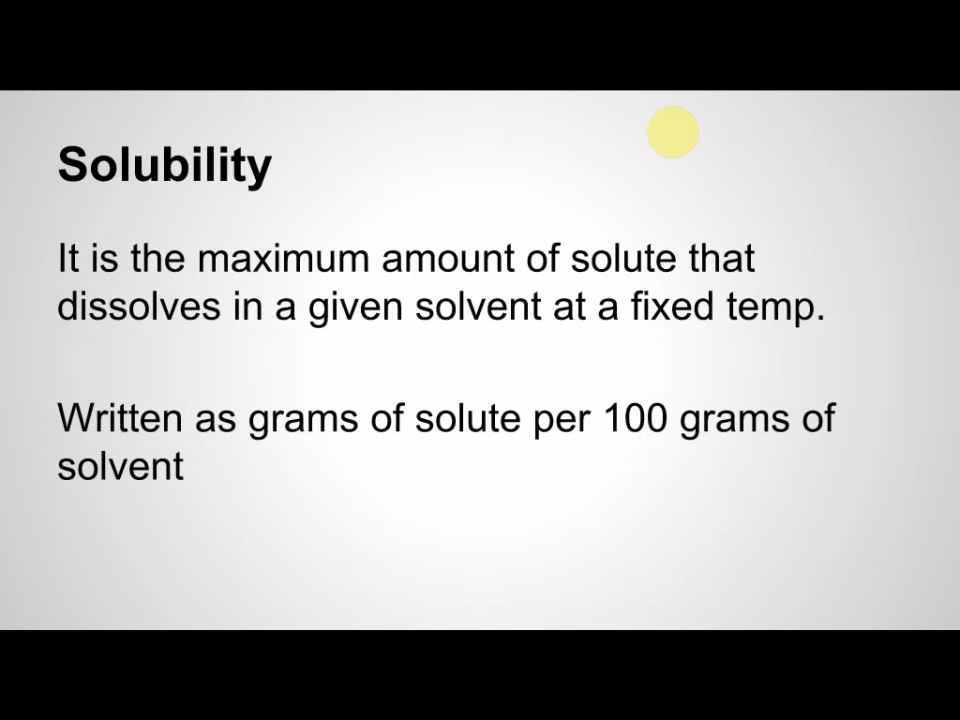 Solubility
It is the maximum amount of solute that
dissolves in a given solvent at a fixed temp.
Written as grams of solute per 100 grams of
solvent